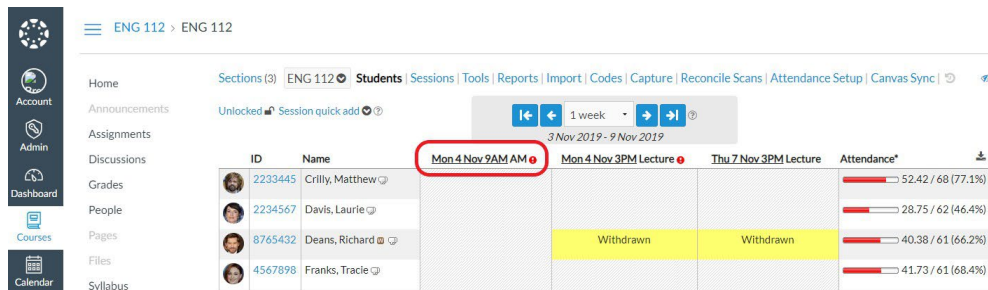 ENG 112 > ENG 112
Sections (3) ENG 112 Students | Sessions | Tools | Reports | Import | Codes | Capture | Reconcile Scans | Attendance Setup | Canvas Sync |
Unlocked Session quick add
1 week
3 Nov 2019 - 9 Nov 2019
Account
Admin
Dashboard
Courses
Calendar
Home
Announcements
Assignments
Discussions
Grades
People
Pages
Files
Syllabus
ID Name Mon 4 Nov 9AM AM Mon 4 Nov 3PM Lecture Thu 7 Nov 3PM Lecture Attendance*
2233445 Crilly, Matthew 52.42 / 68 (77.1%)
2234567 Davis, Laurie 28.75 / 62 (46.4%)
8765432 Deans, Richard Withdrawn Withdrawn 40.38 / 61 (66.2%)
4567898 Franks, Tracie 41.73 / 61 (68.4%)